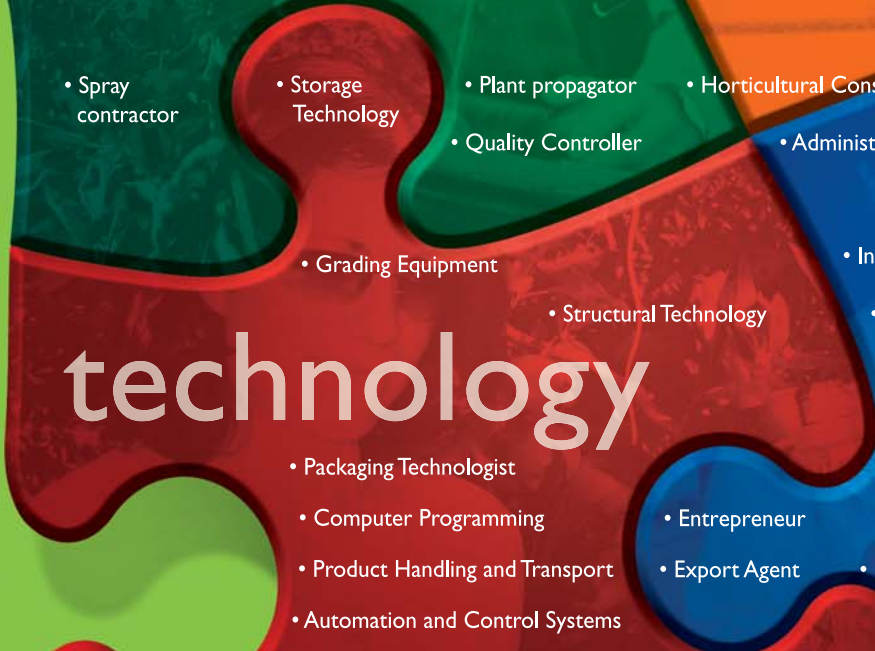 • Spray
contractor
• Storage
Technology
• Plant propagator
• Horticultural
• Quality Controller
• Grading Equipment
• Structural Technology
technology
• Packaging Technologist
• Computer Programming
• Entrepreneur
• Product Handling and Transport
• Export Agent
• Automation and Control Systems